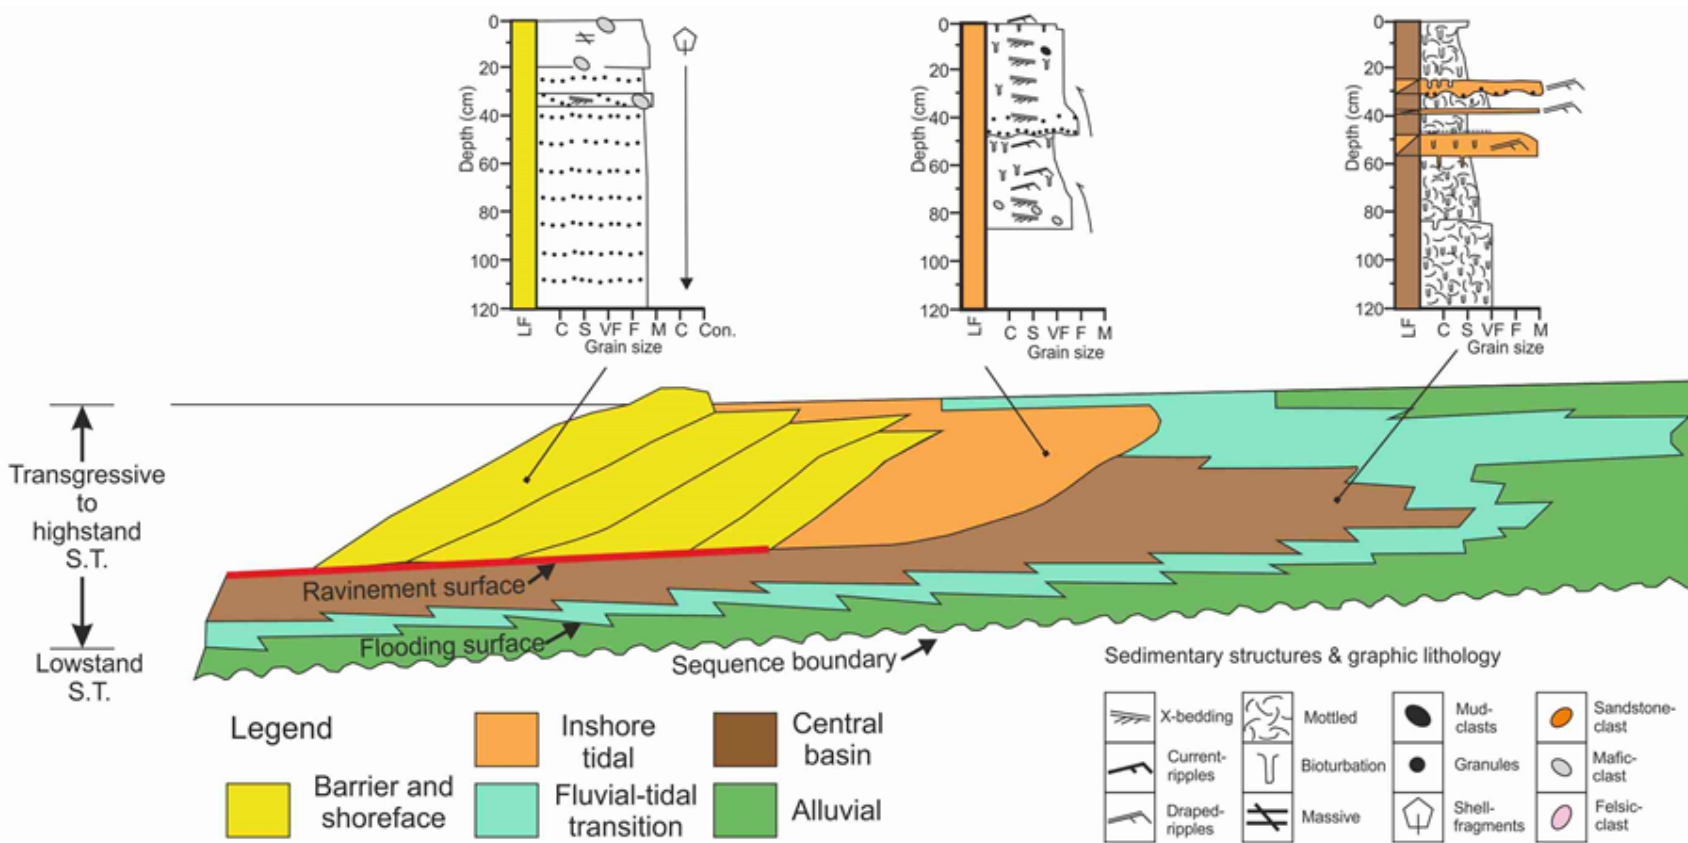 0
20
40
60
80
100
120
Depth (cm)
LF
C S VF F M C Con.
Grain size
0
20
40
60
80
100
120
Depth (cm)
LF
C S VF F M
Grain size
0
20
40
60
80
100
120
Depth (cm)
LF
C S VF F M
Grain size
Transgressive
to
highstand
S.T.
Lowstand
S.T.
Ravinement surface
Flooding surface
Sequence boundary
Legend
Barrier and
shoreface
Inshore
tidal
Fluvial-tidal
transition
Central
basin
Alluvial
Sedimentary structures & graphic lithology
X-bedding
Current-
ripples
Draped-
ripples
Mottled
Bioturbation
Massive
Mud-
clasts
Granules
Shell-
fragments
Sandstone-
clast
Mafic-
clast
Felsic-
clast